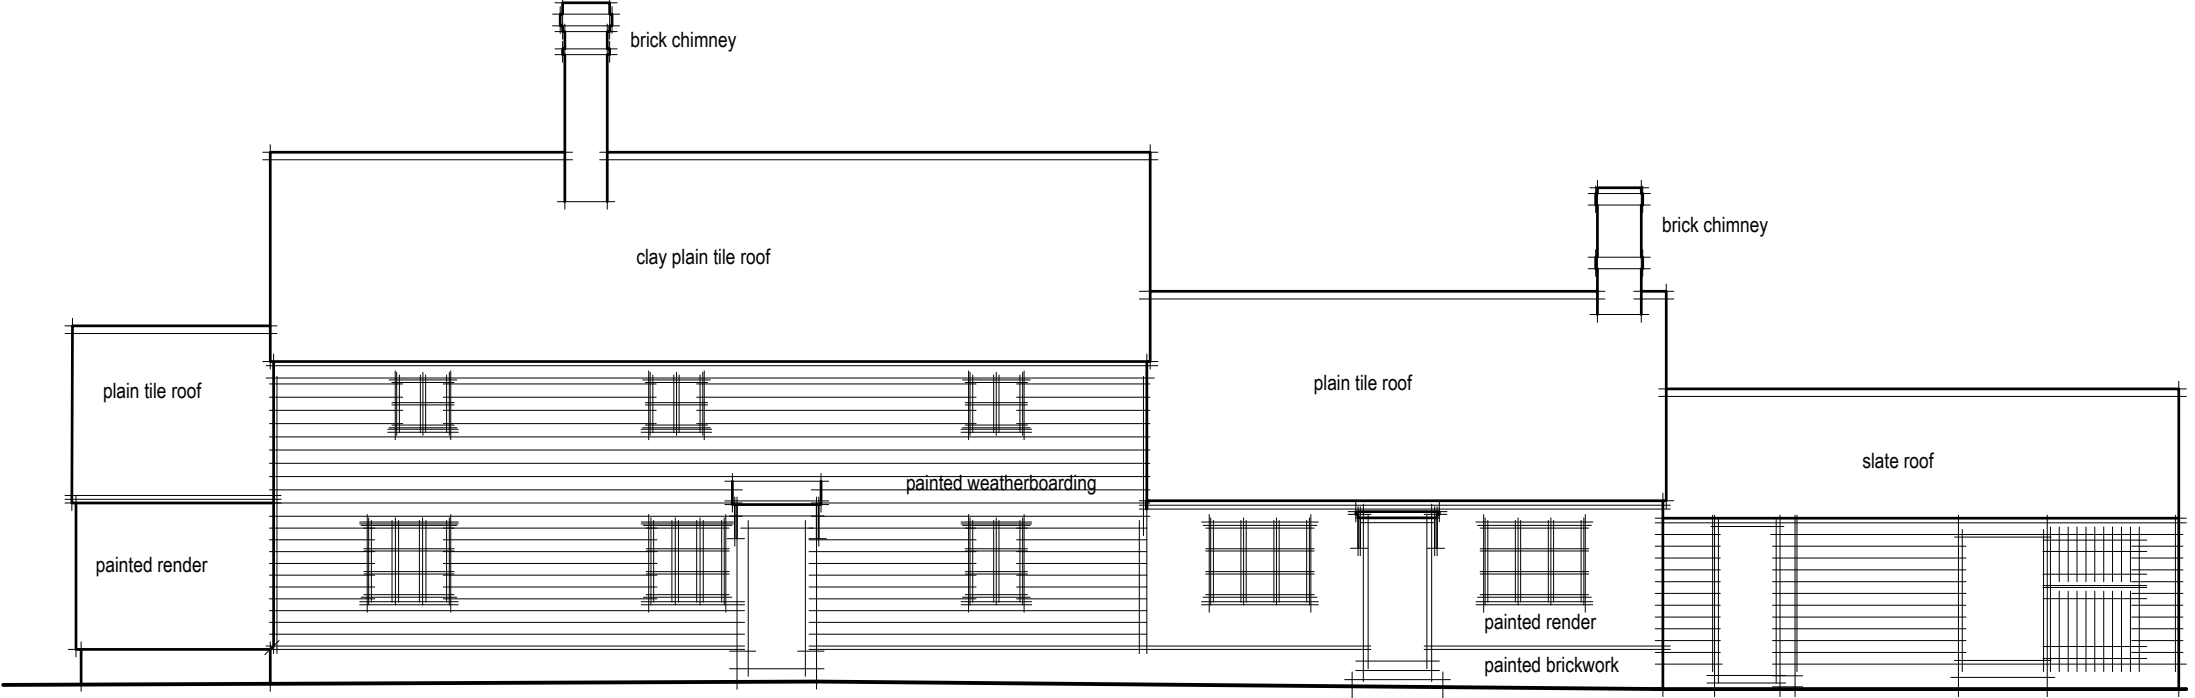 brick chimney
brick chimney
clay plain tile roof
plain tile roof
plain tile roof
slate roof
painted weatherboarding
painted render
painted render
painted brickwork